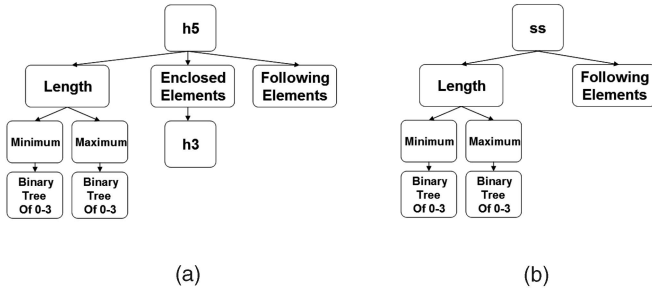 h5
Length
Enclosed
Elements
Following
Elements
Minimum
Maximum
h3
Binary
Tree
Of 0-3
Binary
Tree
Of 0-3
(a)
ss
Length
Following
Elements
Minimum
Maximum
Binary
Tree
Of 0-3
Binary
Tree
Of 0-3
(b)